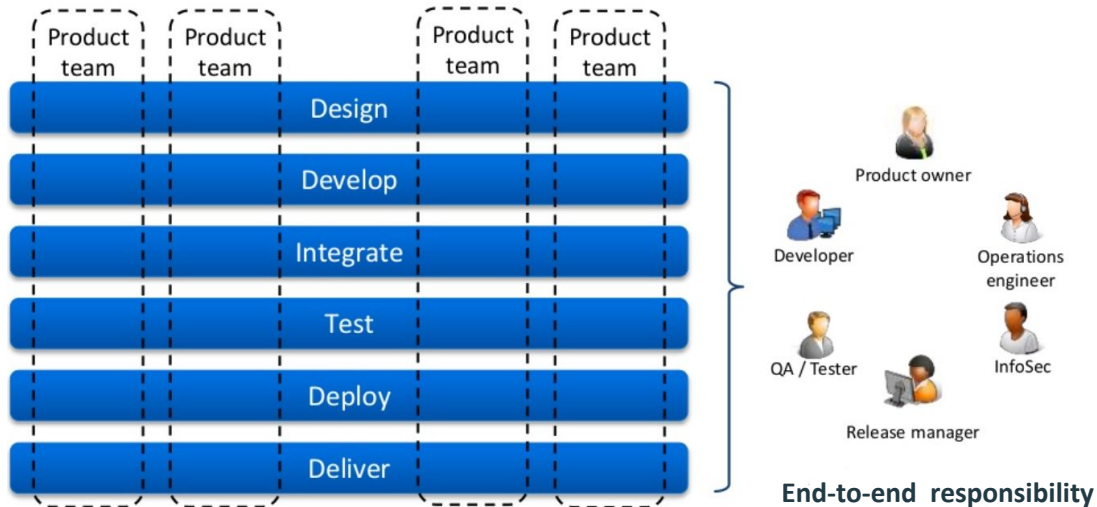 Product
team
Product
team
Product
team
Product
team
Design
Develop
Integrate
Test
Deploy
Deliver
Product owner
Developer
Operations
engineer
QA / Tester
InfoSec
Release manager
End-to-end responsibility